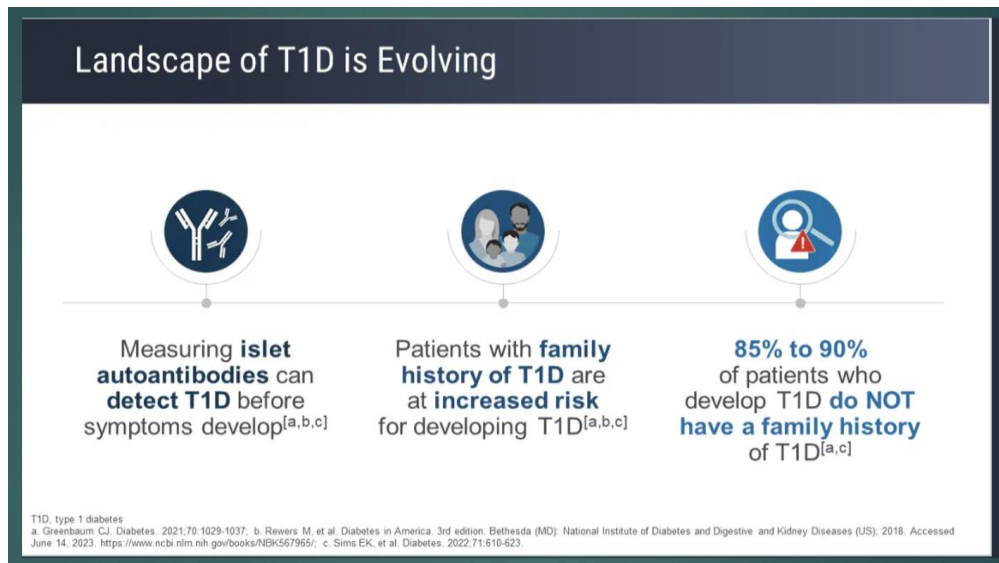 Landscape of T1D is Evolving
Measuring islet
autoantibodies can
detect T1D before
symptoms develop[a,b,c]
Patients with family
history of T1D are
at increased risk
for developing T1D[a,b,c]
85% to 90%
of patients who
develop T1D do NOT
have a family history
of T1D[a,c]
T1D, type 1 diabetes
a. Greenbaum CJ. Diabetes. 2021;70:1029-1037; b. Rewers M, et al. Diabetes in America. 3rd edition. Bethesda (MD): National Institute of Diabetes and Digestive and Kidney Diseases (US); 2018. Accessed
June 14, 2023. https://www.ncbi.nlm.nih.gov/books/NBK567965/; c. Sims EK, et al. Diabetes. 2022;71:610-623.